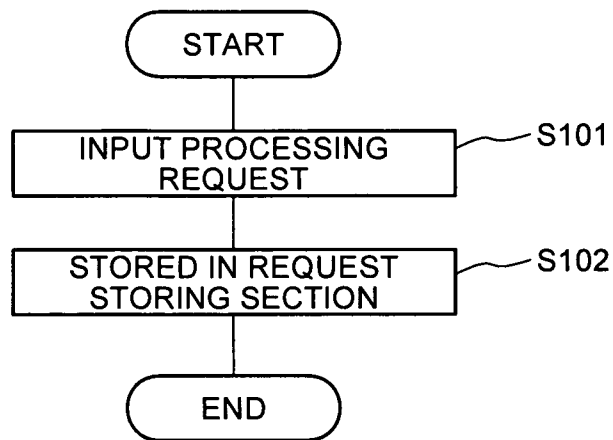 START
INPUT PROCESSING
REQUEST
S101
STORED IN REQUEST
STORING SECTION
S102
END